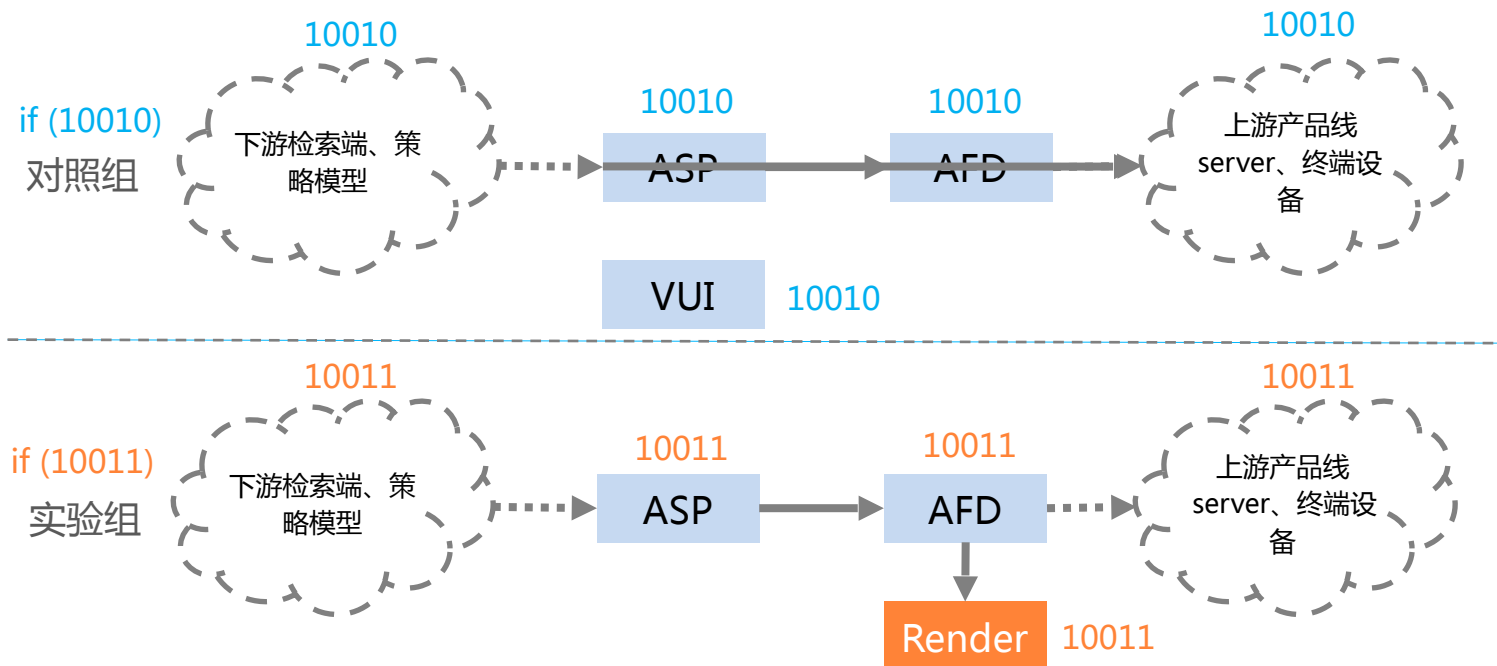 10010
10010
10010
10010
if (10010)
对照组
下游检索端、策
略模型
ASP
AFD
上游产品线
server、终端设
备
VUI
10010
10011
10011
10011
10011
if (10011)
实验组
下游检索端、策
略模型
ASP
AFD
上游产品线
server、终端设
备
Render
10011